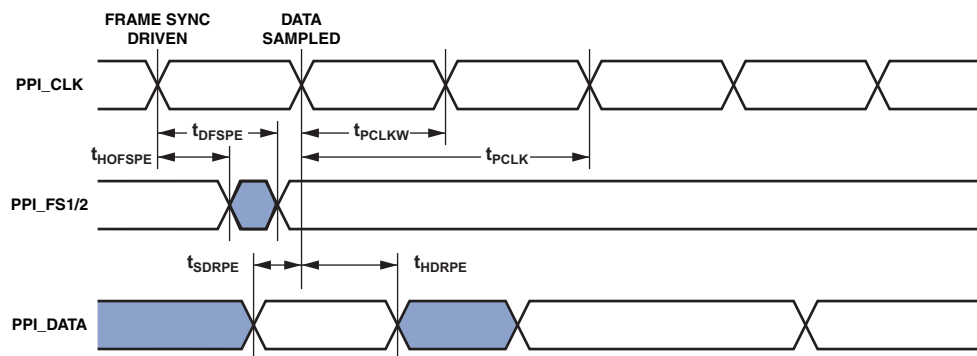 FRAME SYNC
DRIVEN
DATA
SAMPLED
PPI_CLK
tDFSPE
tPCLKW
tHOFSPE
tPCLK
PPI_FS1/2
tSDRPE
tHDRPE
PPI_DATA